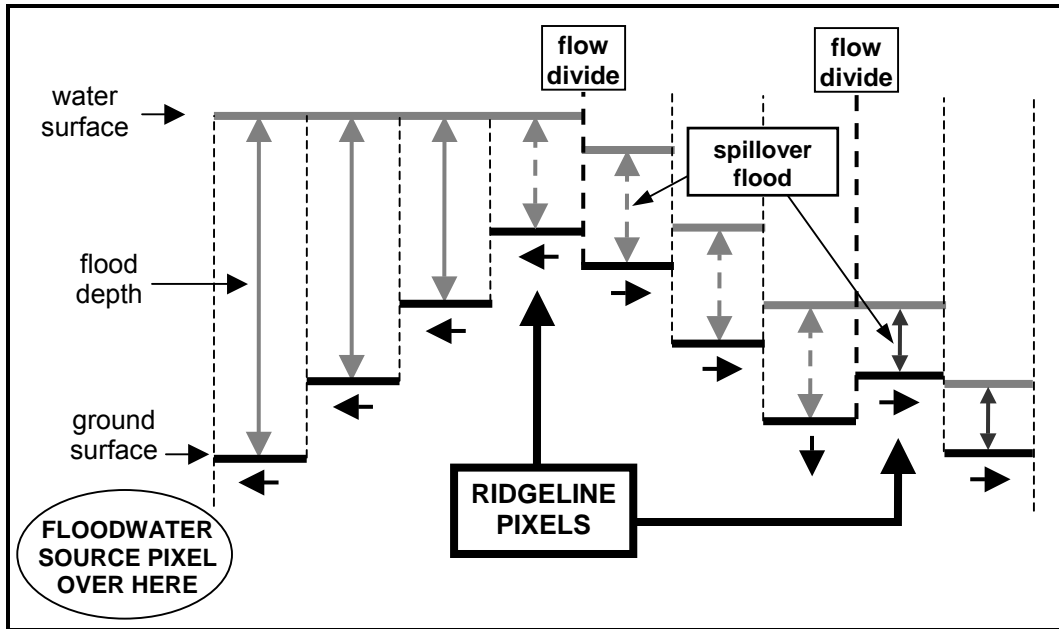 flow
divide
flow
divide
water
surface
spillover
flood
flood
depth
ground
surface
RIDGELINE
PIXELS
FLOODWATER
SOURCE PIXEL
OVER HERE